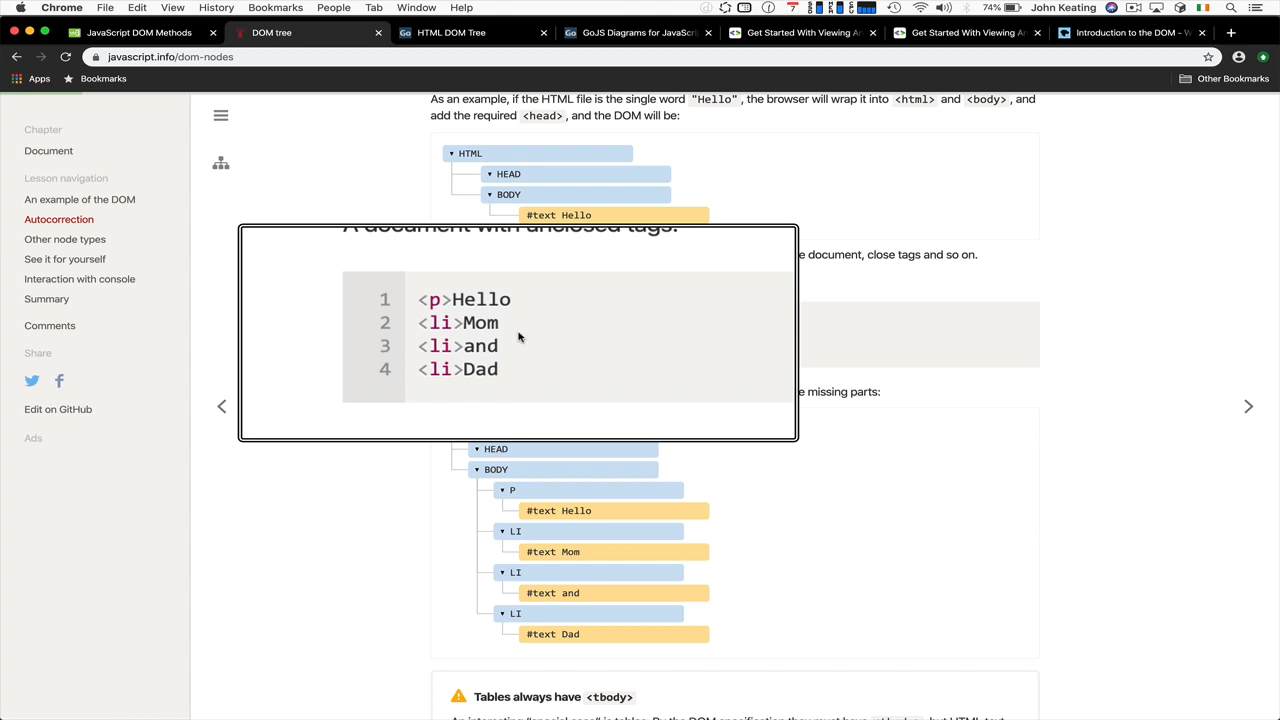 Chrome File Edit View History Bookmarks People Tab Window Help 7 74% John Keating
JavaScript DOM Methods DOM tree HTML DOM Tree GoJS Diagrams for JavaScri Get Started With Viewing An Get Started With Viewing An Introduction to the DOM - W
javascript.info/dom-nodes
Apps Bookmarks Other Bookmarks
Chapter
Document
Lesson navigation
An example of the DOM
Autocorrection
Other node types
See it for yourself
Interaction with console
Summary
Comments
Share
Edit on GitHub
Ads
As an example, if the HTML file is the single word "Hello", the browser will wrap it into <html> and <body>, and
add the required <head>, and the DOM will be:
▾ HTML
▾ HEAD
▾ BODY
#text Hello
A document with unclosed tags:
e document, close tags and so on.
1 <p>Hello
2 <li>Mom
3 <li>and
4 <li>Dad
e missing parts:
▾ HEAD
▾ BODY
▾ P
#text Hello
▾ LI
#text Mom
▾ LI
#text and
▾ LI
#text Dad
Tables always have <tbody>